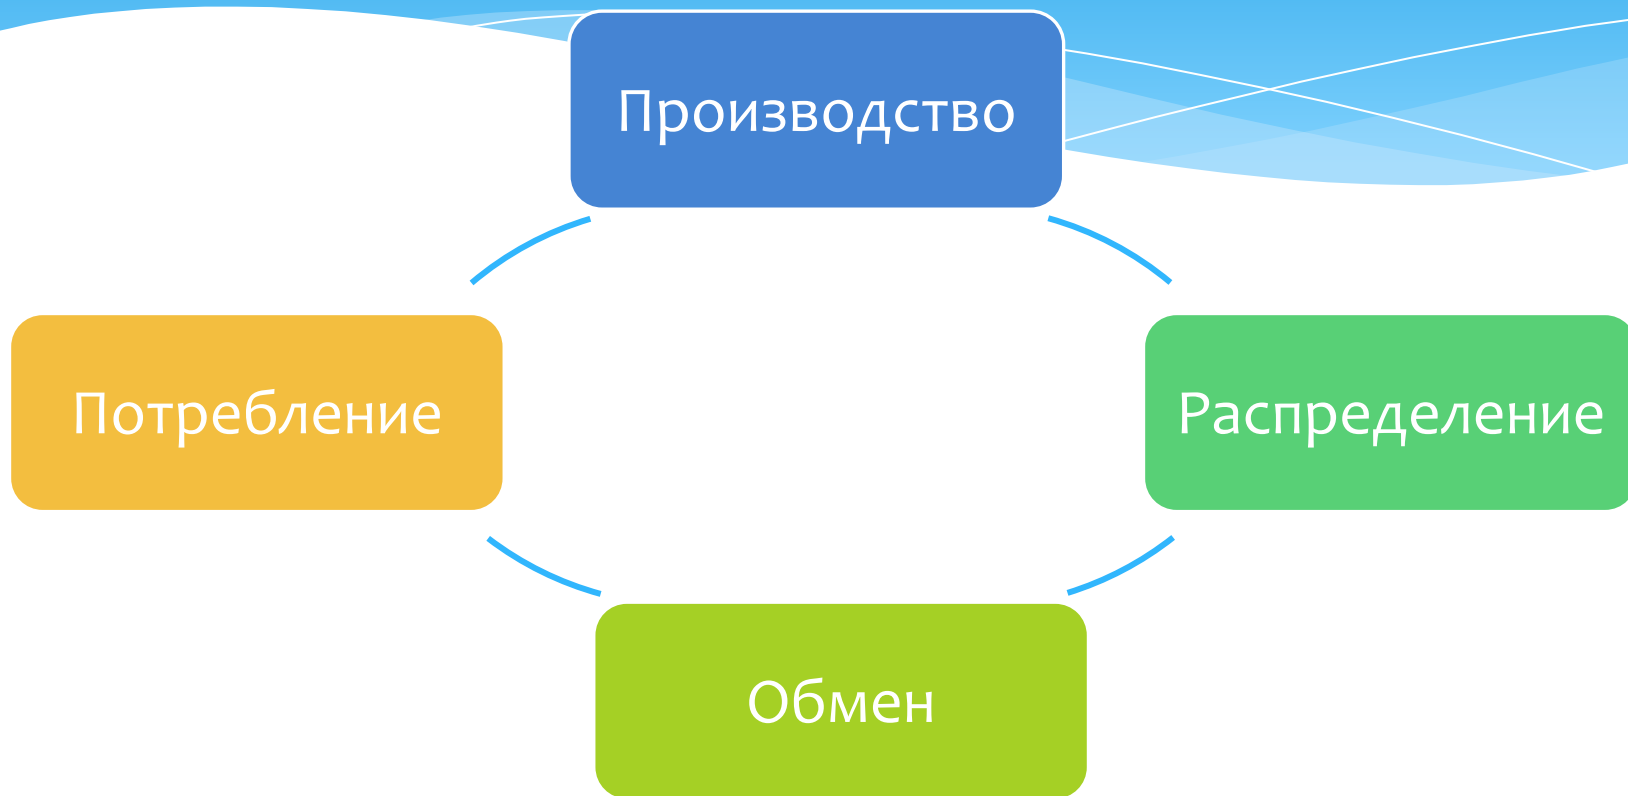 Производство
Потребление
Распределение
Обмен